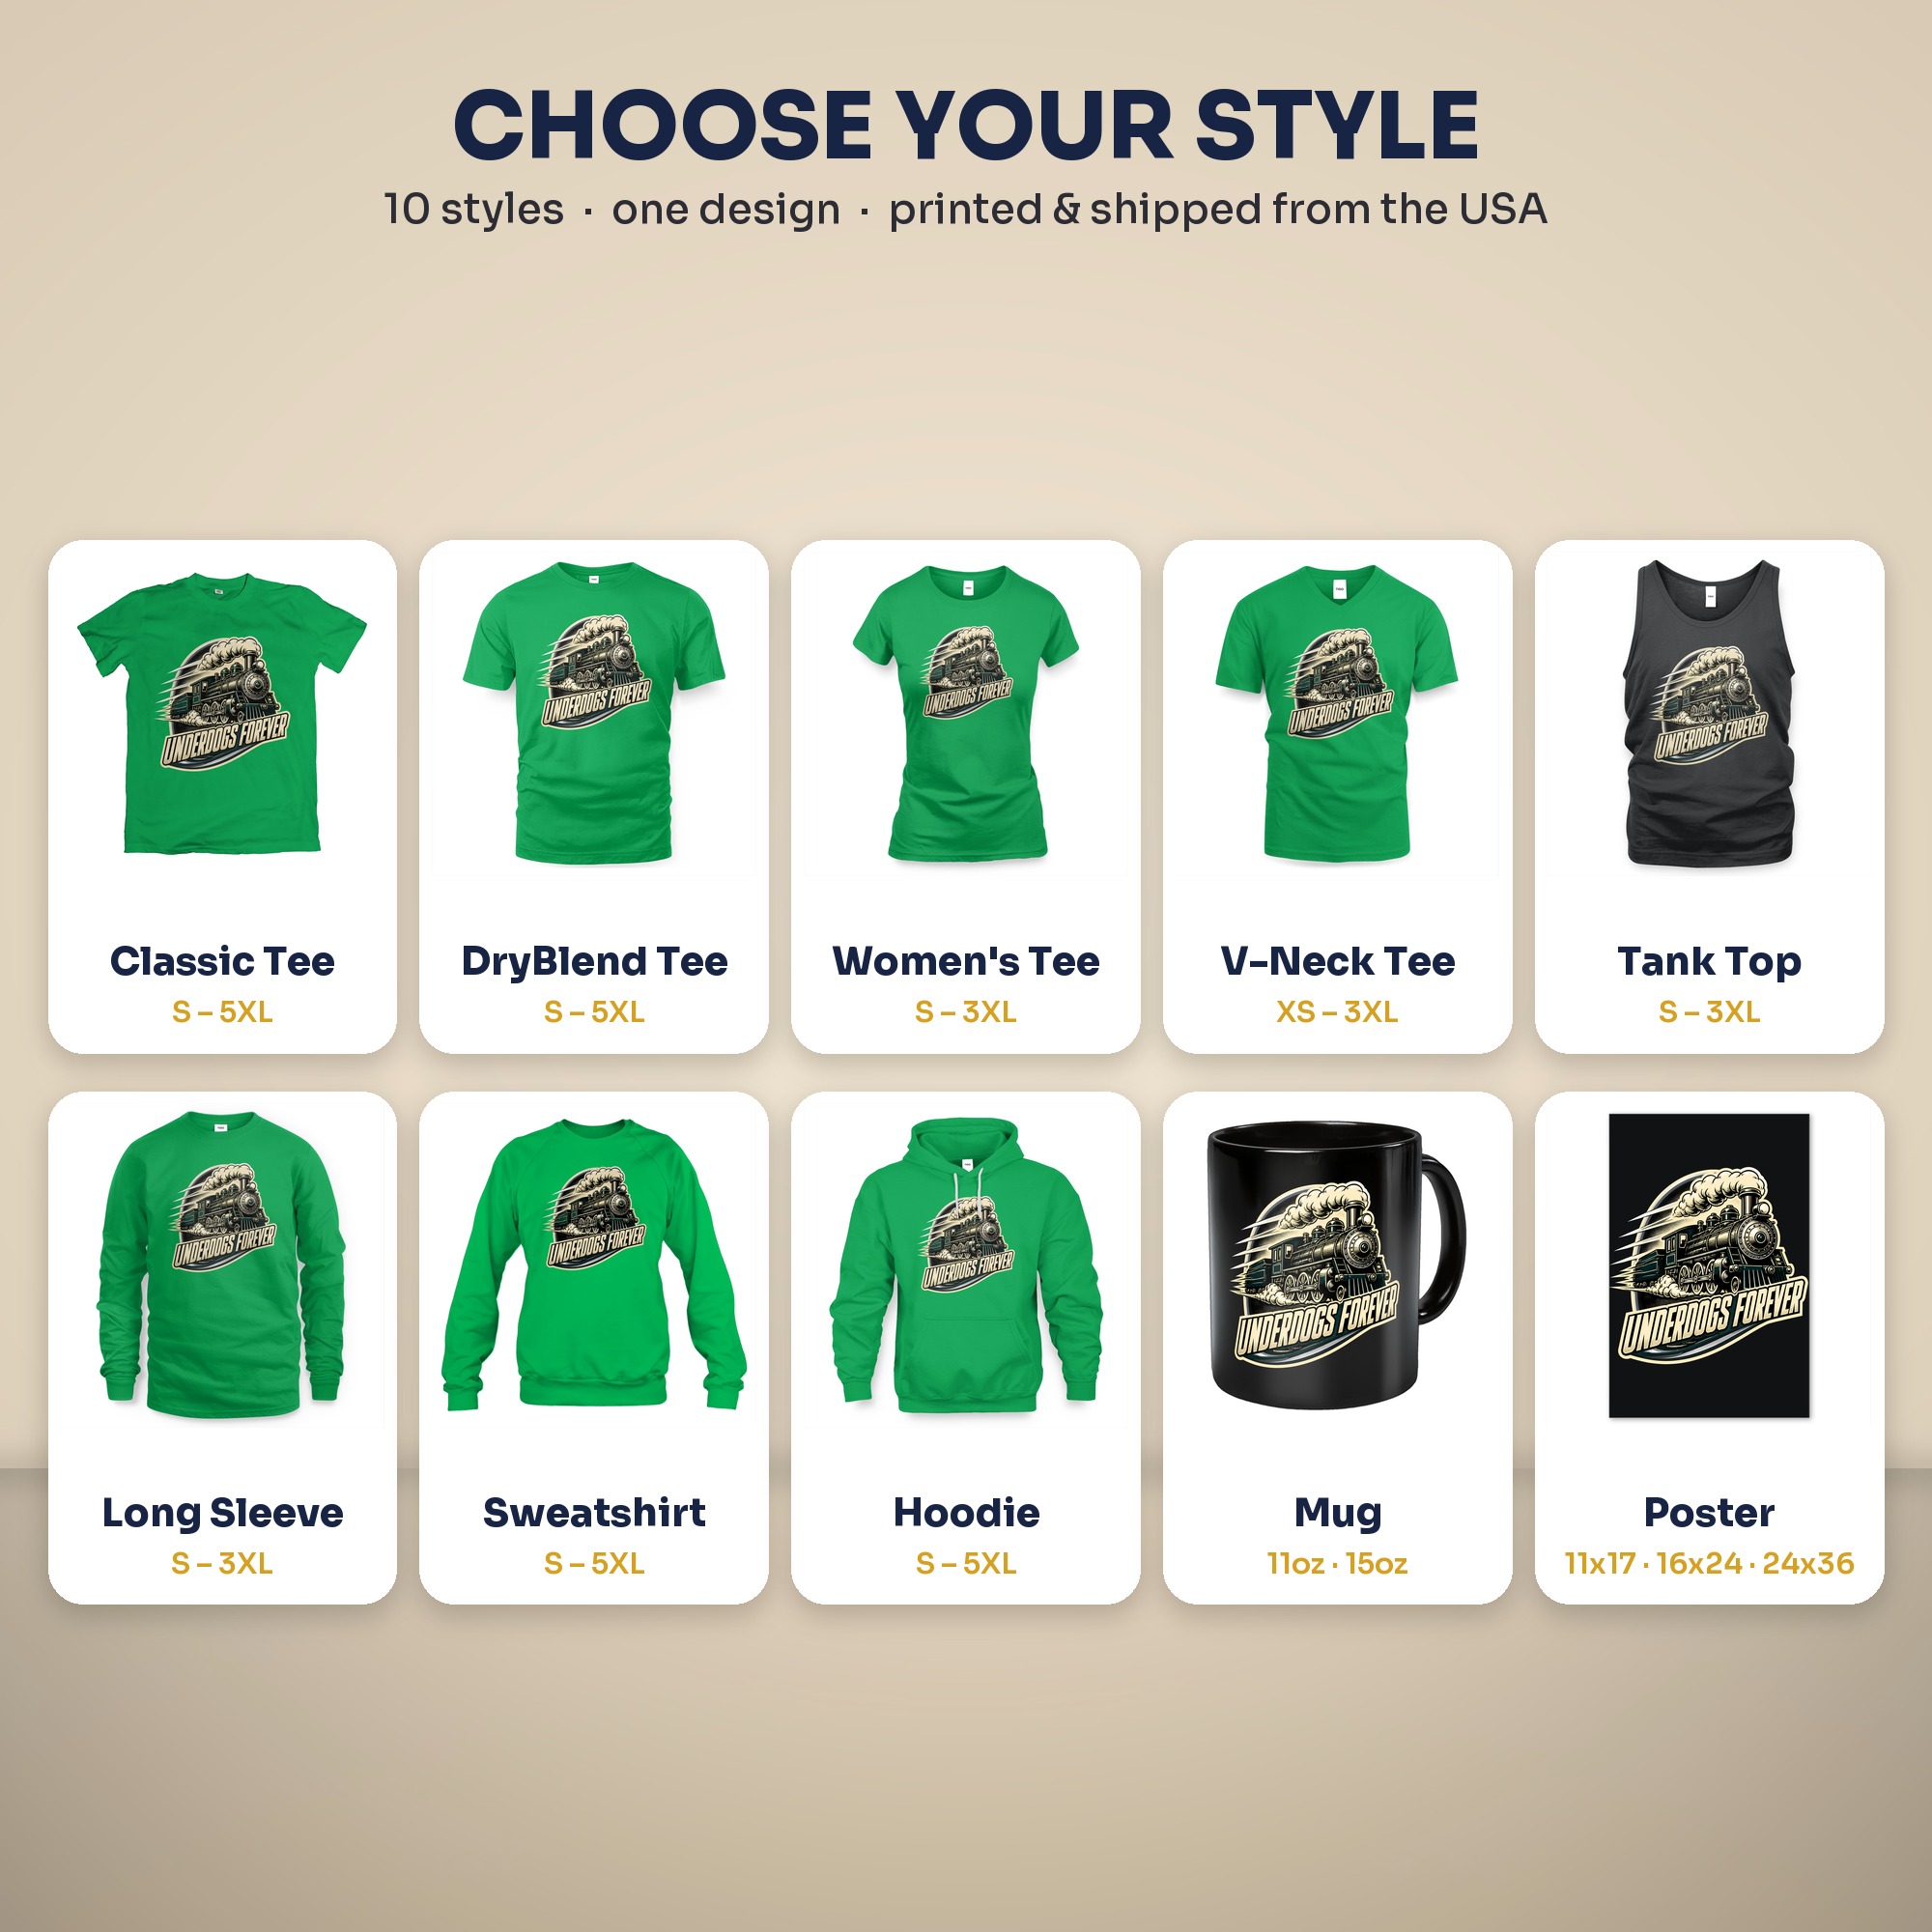 CHOOSE YOUR STYLE
10 styles · one design · printed & shipped from the USA
UNDERDOGS FOREVER
UNDERDOGS FOREVER
UNDERDOGS FOREVER
UNDERDOGS FOREVER
UNDERDOGS FOREVER
Classic Tee
DryBlend Tee
Women's Tee
V-Neck Tee
Tank Top
S – 5XL
S – 5XL
S – 3XL
XS – 3XL
S – 3XL
UNDERDOGS FOREVER
UNDERDOGS FOREVER
UNDERDOGS FOREVER
UNDERDOGS FOREVER
UNDERDOGS FOREVER
Long Sleeve
Sweatshirt
Hoodie
Mug
Poster
S – 3XL
S – 5XL
S – 5XL
11oz · 15oz
11x17 · 16x24 · 24x36